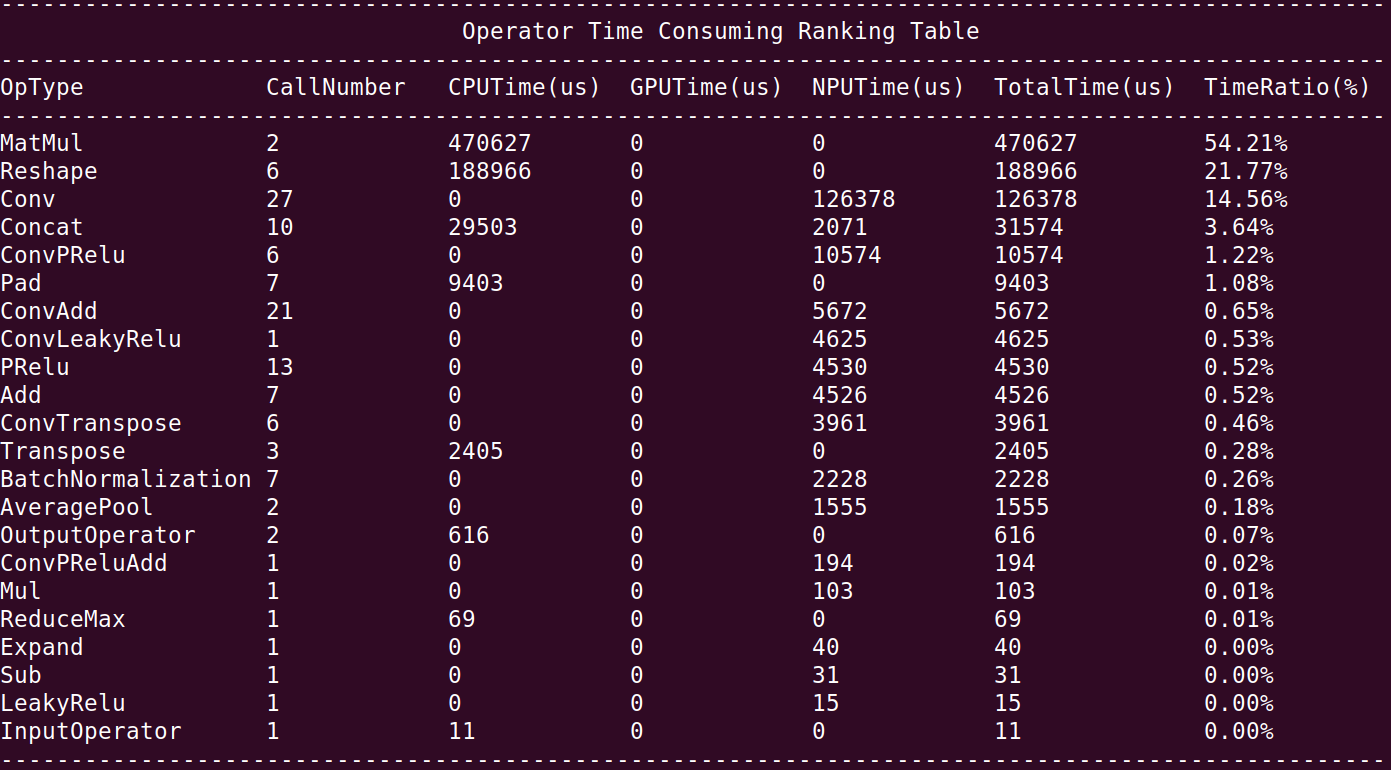 ---------------------------------------------------------------------------------------------------
                                 Operator Time Consuming Ranking Table
---------------------------------------------------------------------------------------------------
OpType             CallNumber   CPUTime(us)  GPUTime(us)  NPUTime(us)  TotalTime(us)  TimeRatio(%)
---------------------------------------------------------------------------------------------------
MatMul             2            470627       0            0            470627         54.21%
Reshape            6            188966       0            0            188966         21.77%
Conv               27           0            0            126378       126378         14.56%
Concat             10           29503        0            2071         31574          3.64%
ConvPRelu          6            0            0            10574        10574          1.22%
Pad                7            9403         0            0            9403           1.08%
ConvAdd            21           0            0            5672         5672           0.65%
ConvLeakyRelu      1            0            0            4625         4625           0.53%
PRelu              13           0            0            4530         4530           0.52%
Add                7            0            0            4526         4526           0.52%
ConvTranspose      6            0            0            3961         3961           0.46%
Transpose          3            2405         0            0            2405           0.28%
BatchNormalization 7            0            0            2228         2228           0.26%
AveragePool        2            0            0            1555         1555           0.18%
OutputOperator     2            616          0            0            616            0.07%
ConvPReluAdd       1            0            0            194          194            0.02%
Mul                1            0            0            103          103            0.01%
ReduceMax          1            69           0            0            69             0.01%
Expand             1            0            0            40           40             0.00%
Sub                1            0            0            31           31             0.00%
LeakyRelu          1            0            0            15           15             0.00%
InputOperator      1            11           0            0            11             0.00%
---------------------------------------------------------------------------------------------------